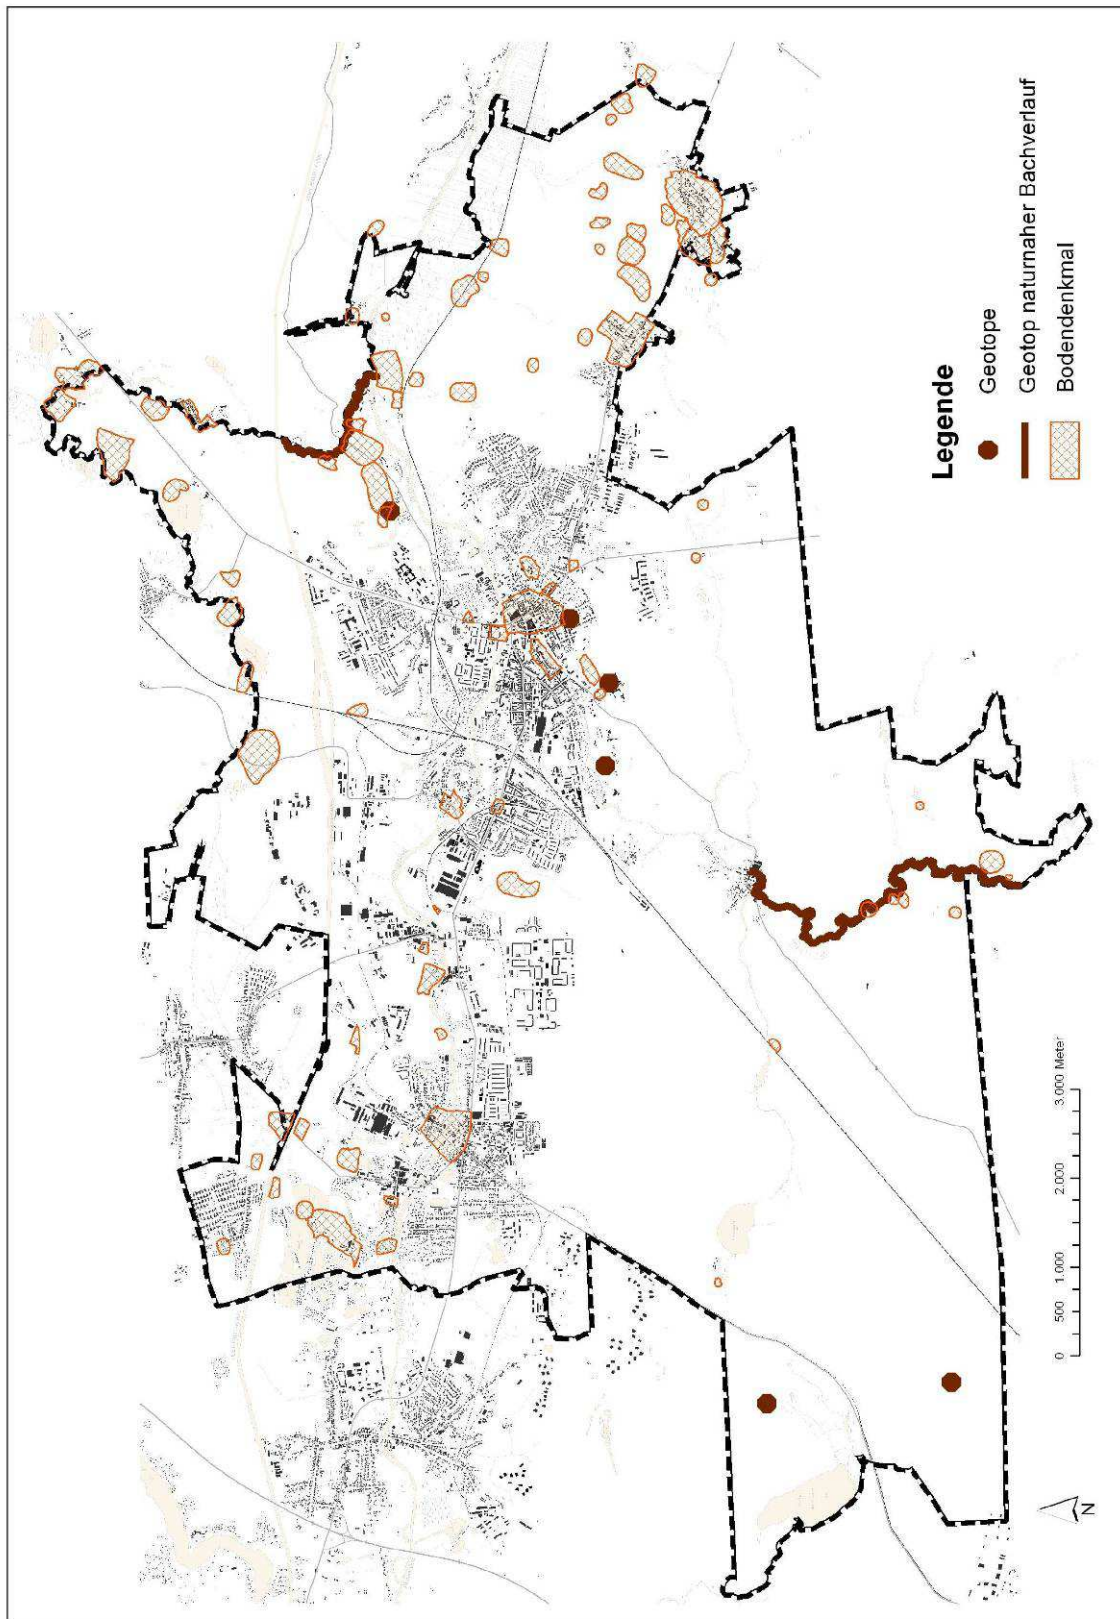 Legende
Geotope
Geotop naturnaher Bachverlauf
Bodendenkmal
0 500 1.000 2.000 3.000 Meter
N